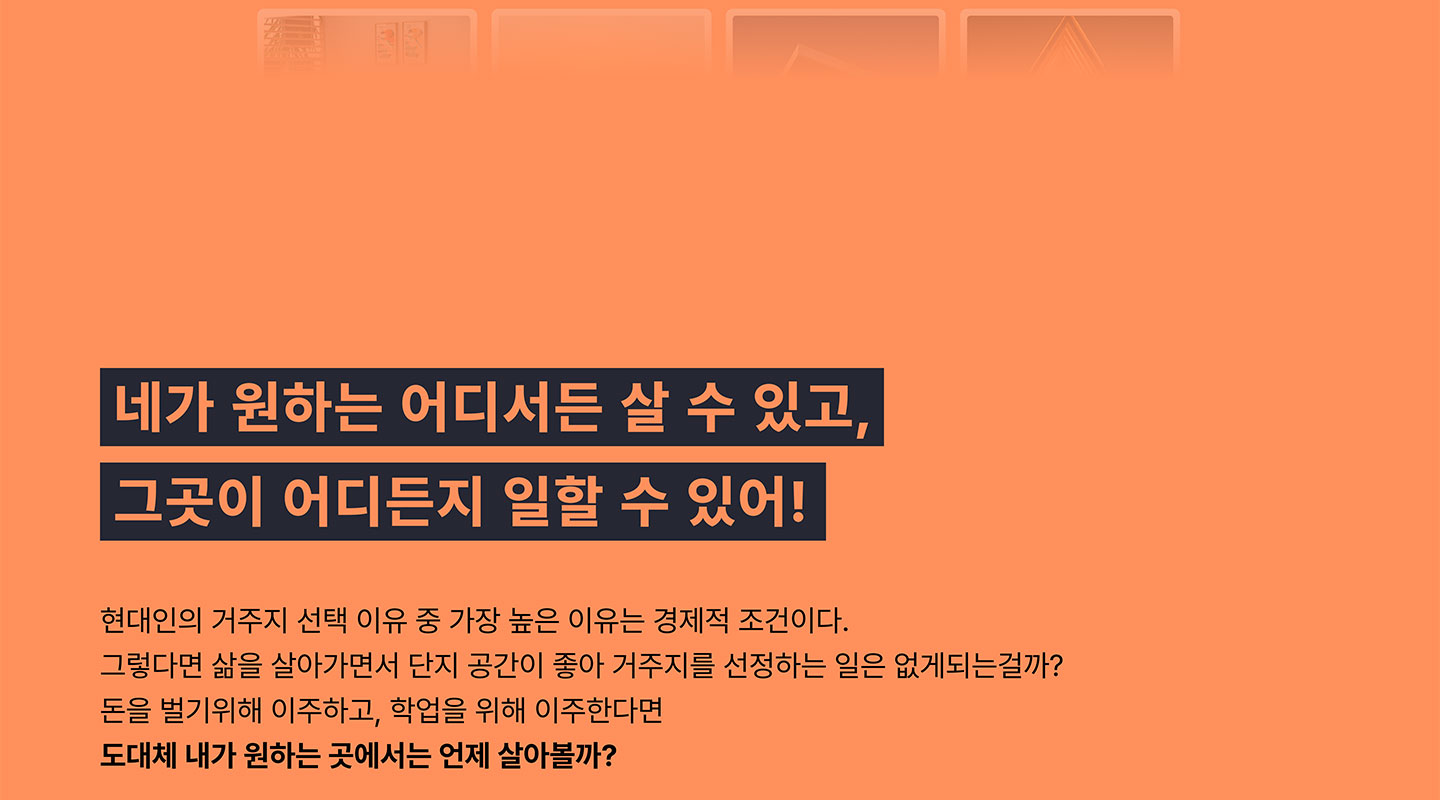 네가 원하는 어디서든 살 수 있고,
그곳이 어디든지 일할 수 있어!
현대인의 거주지 선택 이유 중 가장 높은 이유는 경제적 조건이다.
그렇다면 삶을 살아가면서 단지 공간이 좋아 거주지를 선정하는 일은 없게되는걸까?
돈을 벌기위해 이주하고, 학업을 위해 이주한다면
도대체 내가 원하는 곳에서는 언제 살아볼까?